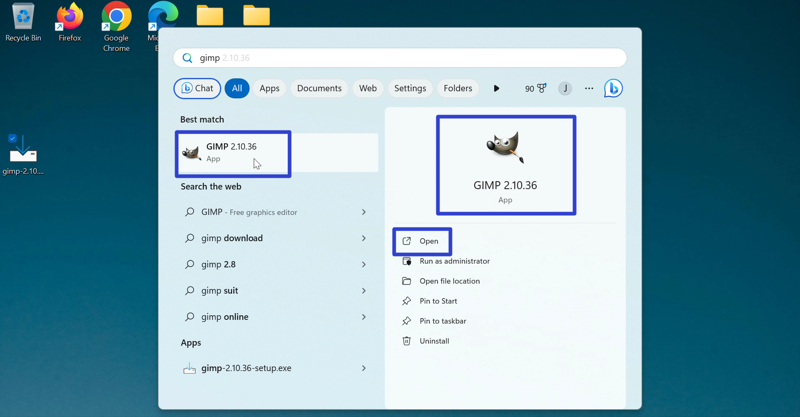 Recycle Bin
Firefox
Google
Chrome
gimp 2.10.36
Chat
All
Apps
Documents
Web
Settings
Folders
90
J
Best match
GIMP 2.10.36
App
Search the web
GIMP - Free graphics editor
gimp download
gimp 2.8
gimp suit
gimp online
Apps
gimp-2.10.36-setup.exe
GIMP 2.10.36
App
Open
Run as administrator
Open file location
Pin to Start
Pin to taskbar
Uninstall
gimp-2.10....